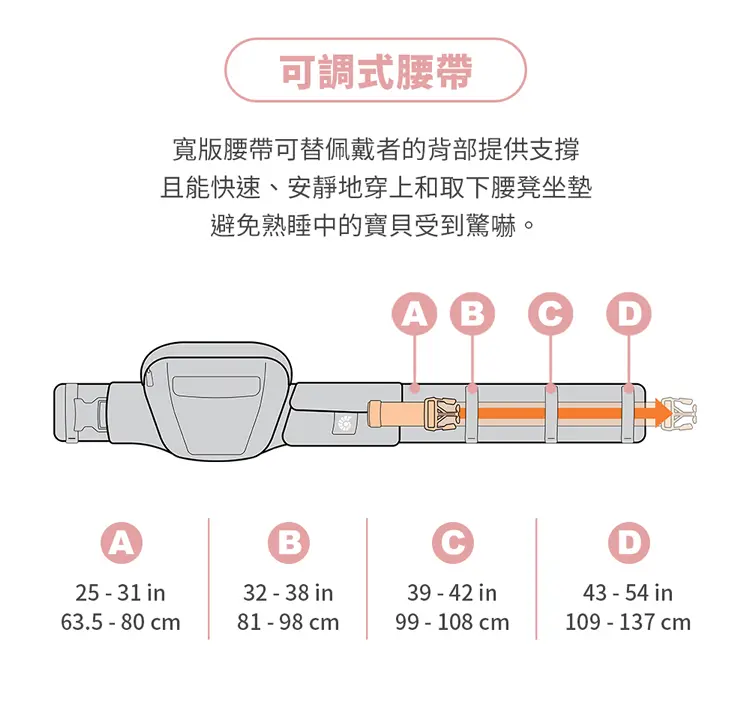 可調式腰帶
寬版腰帶可替佩戴者的背部提供支撐
且能快速、安靜地穿上和取下腰凳坐墊
避免熟睡中的寶貝受到驚嚇。
A B C D
A B C D
25 - 31 in 32 - 38 in 39 - 42 in 43 - 54 in
63.5 - 80 cm 81 - 98 cm 99 - 108 cm 109 - 137 cm